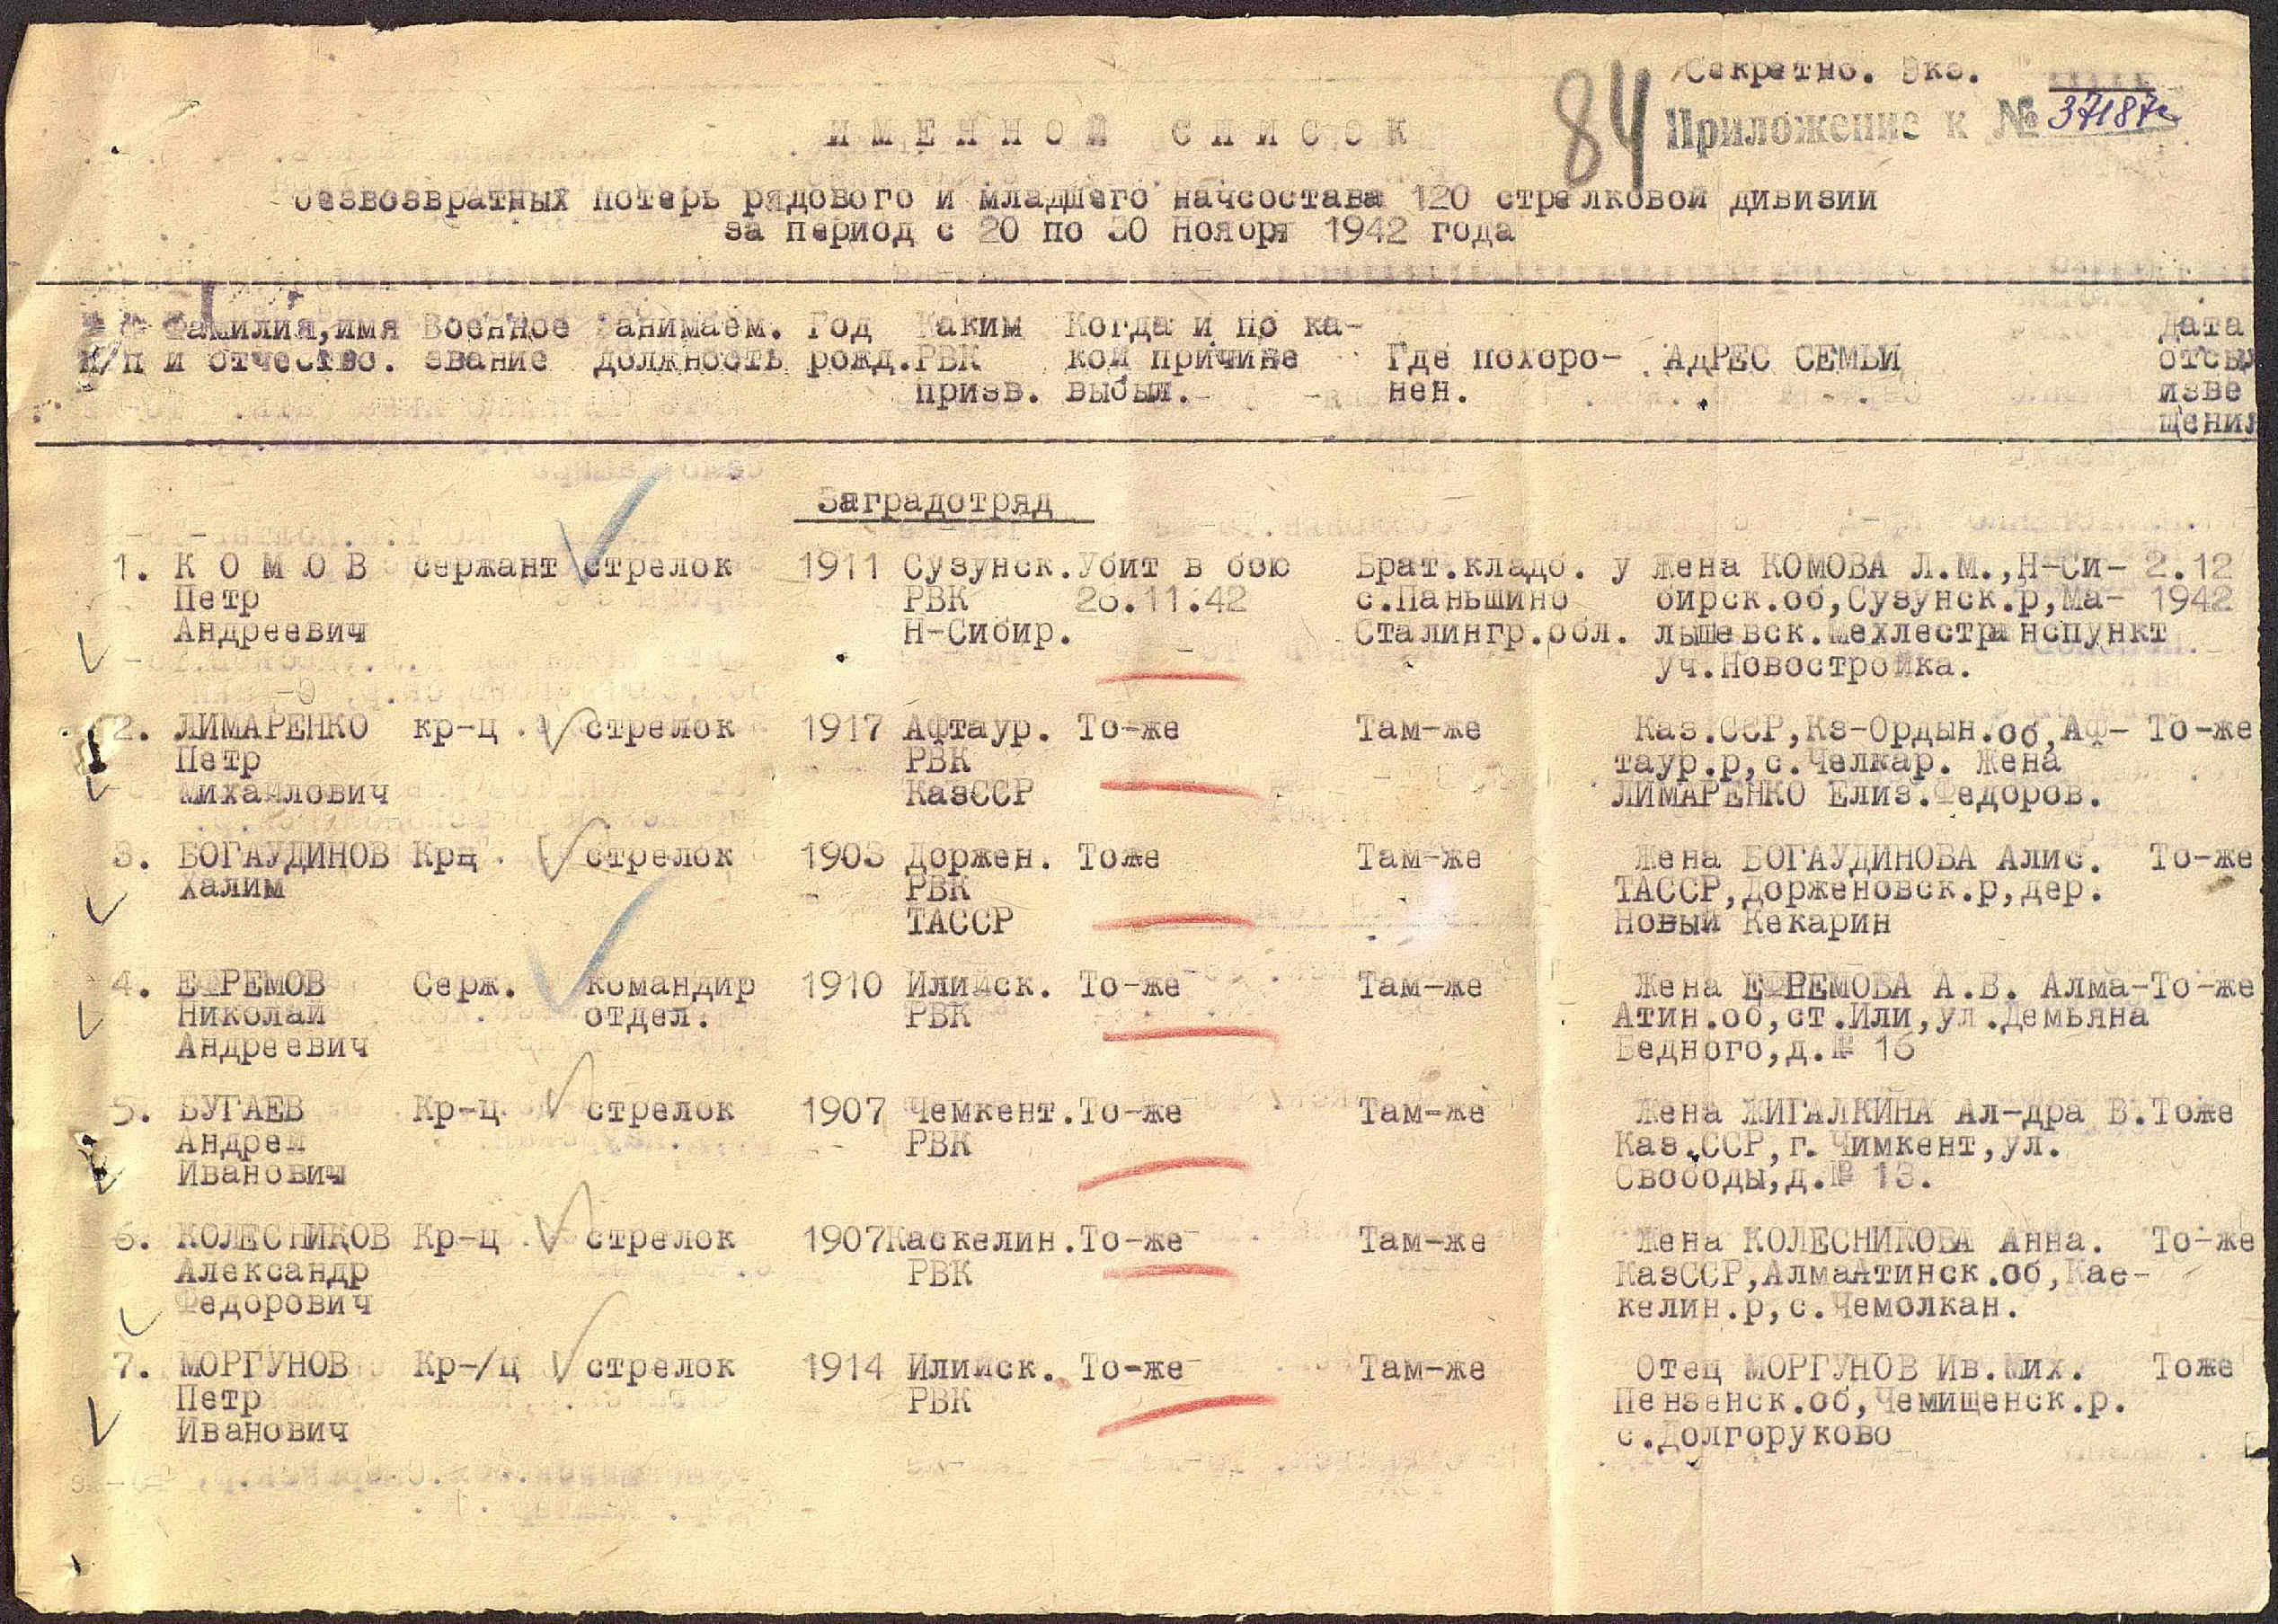 Секретно. Экз.
84 Приложение к № 37187с
ИМЕННОЙ СПИСОК
безвозвратных потерь рядового и младшего начсостава 120 стрелковой дивизии
за период с 20 по 30 Ноября 1942 года
Фамилия,имя Военное Занимаем. Год Каким Когда и по ка- Дата
п/п и отчество. звание должность рожд.РВК кой причине Где похоро- АДРЕС СЕМЬИ отсыл
призв. выбыл. нен. изве
щения
Заградотряд
1. К О М О В сержант стрелок 1911 Сузунск.Убит в бою Брат.кладб. у Жена КОМОВА Л.М.,Н-Си- 2.12
Петр РВК 26.11.42 с.Паньшино бирск.об,Сузунск.р,Ма- 1942
Андреевич Н-Сибир. Сталингр.обл. лышевск.Мехлестранспункт
уч.Новостройка.
2. ЛИМАРЕНКО кр-ц. стрелок 1917 Афтаур. То-же Там-же Каз.ССР,Кз-Ордын.об,Аф- То-же
Петр РВК таур.р,с.Челкар. Жена
Михайлович КазССР ЛИМАРЕНКО Елиз.Федоров.
3. БОГАУДИНОВ Крц. стрелок 1903 Доржен. Тоже Там-же Жена БОГАУДИНОВА Алис. То-же
Халим РВК ТАССР,Дорженовск.р,дер.
ТАССР Новый Кекарин
4. ЕФРЕМОВ Серж. Командир 1910 Илийск. То-же Там-же Жена ЕФРЕМОВА А.В. Алма-То-же
Николай отдел. РВК Атин.об,ст.Или,ул.Демьяна
Андреевич Бедного,д.№ 16
5. БУГАЕВ Кр-ц. стрелок 1907 Чемкент.То-же Там-же Жена ЖИГАЛКИНА Ал-дра В.Тоже
Андрей РВК Каз.ССР,г.Чимкент,ул.
Иванович Свободы,д.№ 13.
6. КОЛЕСНИКОВ Кр-ц. стрелок 1907Каскелин.То-же Там-же Жена КОЛЕСНИКОВА Анна. То-же
Александр РВК КазССР,АлмаАтинск.об,Кас-
Федорович келин.р,с.Чемолкан.
7. МОРГУНОВ Кр-/ц стрелок 1914 Илийск. То-же Там-же Отец МОРГУНОВ Ив.Мих. Тоже
Петр РВК Пензенск.об,Чемищенск.р.
Иванович с.Долгоруково